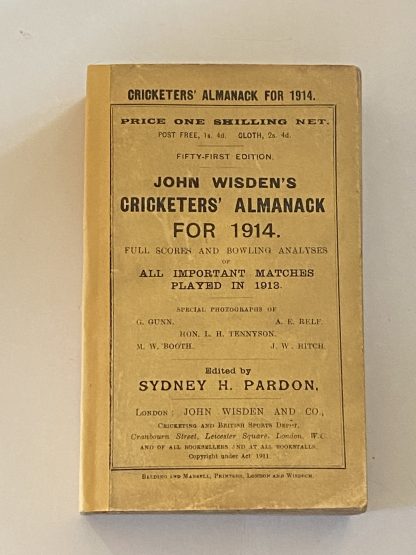 CRICKETERS' ALMANACK FOR 1914.
PRICE ONE SHILLING NET.
POST FREE, 1s. 4d. CLOTH, 2s. 4d.
FIFTY-FIRST EDITION.
JOHN WISDEN'S
CRICKETERS' ALMANACK
FOR 1914.
FULL SCORES AND BOWLING ANALYSES
OF
ALL IMPORTANT MATCHES
PLAYED IN 1913.
SPECIAL PHOTOGRAPHS OF
G. GUNN. A. E. RELF.
HON. L. H. TENNYSON.
M. W. BOOTH. J. W. HITCH.
Edited by
SYDNEY H. PARDON,
LONDON: JOHN WISDEN AND CO.,
CRICKETING AND BRITISH SPORTS DEPOT,
Cranbourn Street, Leicester Square, London, W.C.
AND OF ALL BOOKSELLERS AND AT ALL BOOKSTALLS.
Copyright under Act 1911.
BALDING AND MANSELL, PRINTERS, LONDON AND WISBECH.